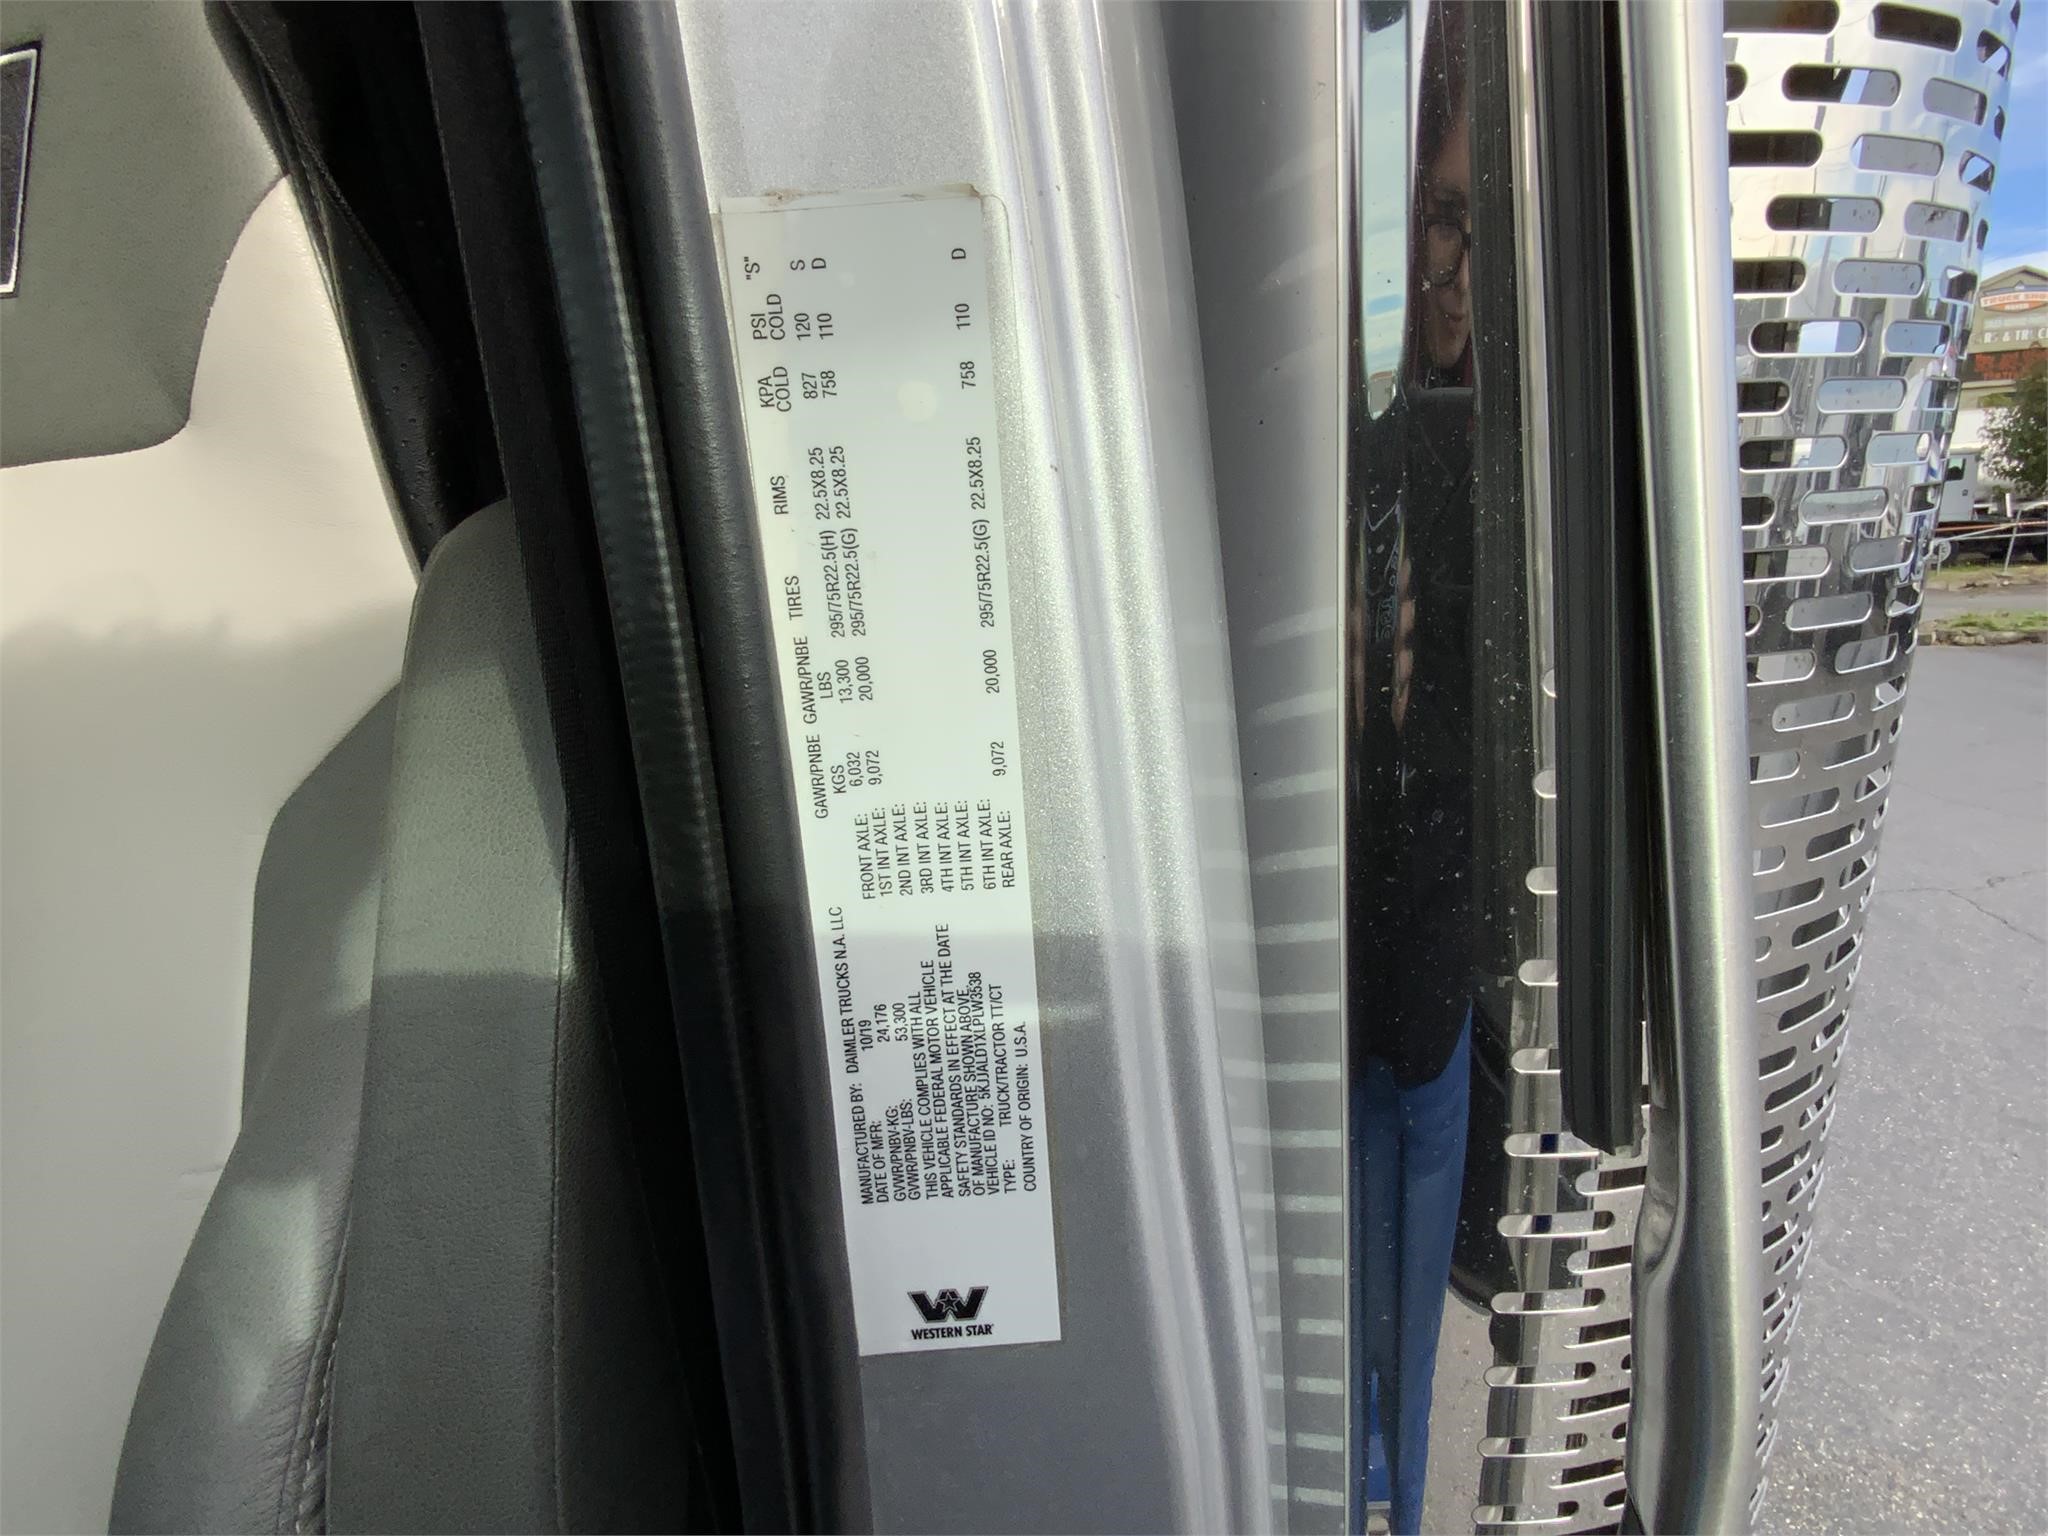 WESTERN STAR
MANUFACTURED BY: DAIMLER TRUCKS N.A. LLC
DATE OF MFR: 10/19
GVWR/PNBV-KG: 24,176
GVWR/PNBV-LBS: 53,300
THIS VEHICLE COMPLIES WITH ALL
APPLICABLE FEDERAL MOTOR VEHICLE
SAFETY STANDARDS IN EFFECT AT THE DATE
OF MANUFACTURE SHOWN ABOVE.
VEHICLE ID NO: 5KJJALD1XLPLW3538
TYPE: TRUCK/TRACTOR TT/CT
COUNTRY OF ORIGIN: U.S.A.
GAWR/PNBE GAWR/PNBE TIRES RIMS KPA PSI "S"
KGS LBS COLD COLD
FRONT AXLE: 6,032 13,300 295/75R22.5(H) 22.5X8.25 827 120 S
1ST INT AXLE: 9,072 20,000 295/75R22.5(G) 22.5X8.25 758 110 D
2ND INT AXLE:
3RD INT AXLE:
4TH INT AXLE:
5TH INT AXLE:
6TH INT AXLE:
REAR AXLE: 9,072 20,000 295/75R22.5(G) 22.5X8.25 758 110 D
TRUCK SHO